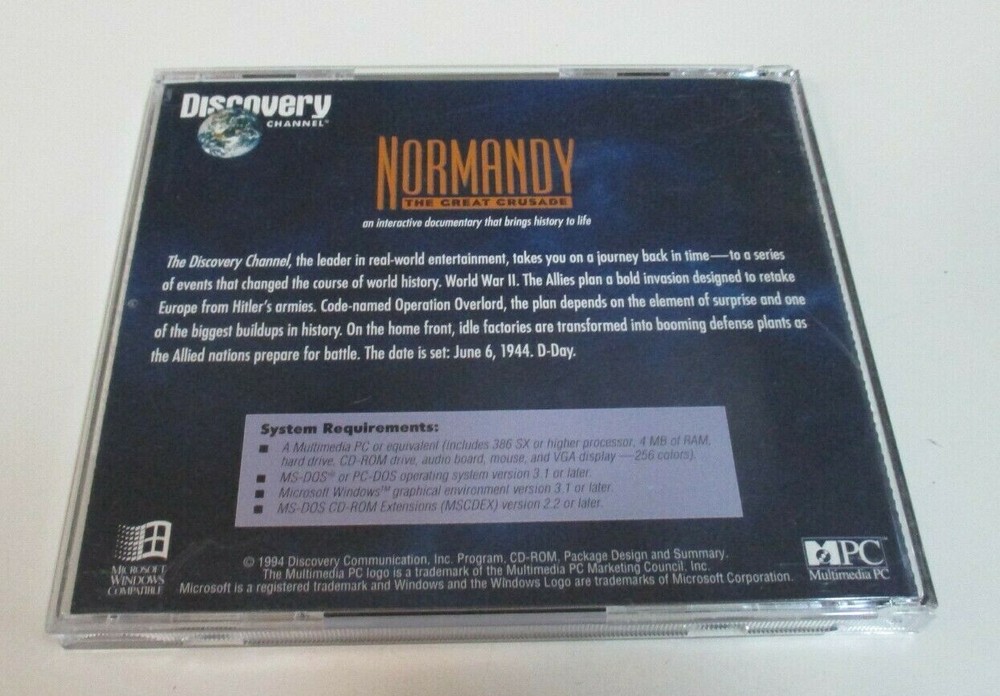 Discovery
CHANNEL™
NORMANDY
THE GREAT CRUSADE
an interactive documentary that brings history to life
The Discovery Channel, the leader in real-world entertainment, takes you on a journey back in time—to a series
of events that changed the course of world history. World War II. The Allies plan a bold invasion designed to retake
Europe from Hitler's armies. Code-named Operation Overlord, the plan depends on the element of surprise and one
of the biggest buildups in history. On the home front, idle factories are transformed into booming defense plants as
the Allied nations prepare for battle. The date is set: June 6, 1944. D-Day.
System Requirements:
■ A Multimedia PC or equivalent (includes 386 SX or higher processor, 4 MB of RAM,
hard drive, CD-ROM drive, audio board, mouse, and VGA display —256 colors).
■ MS-DOS® or PC-DOS operating system version 3.1 or later.
■ Microsoft Windows™ graphical environment version 3.1 or later.
■ MS-DOS CD-ROM Extensions (MSCDEX) version 2.2 or later.
MICROSOFT
WINDOWS
COMPATIBLE
© 1994 Discovery Communication, Inc. Program, CD-ROM, Package Design and Summary.
The Multimedia PC logo is a trademark of the Multimedia PC Marketing Council, Inc.
Microsoft is a registered trademark and Windows and the WIndows Logo are trademarks of Microsoft Corporation.
MPC
Multimedia PC